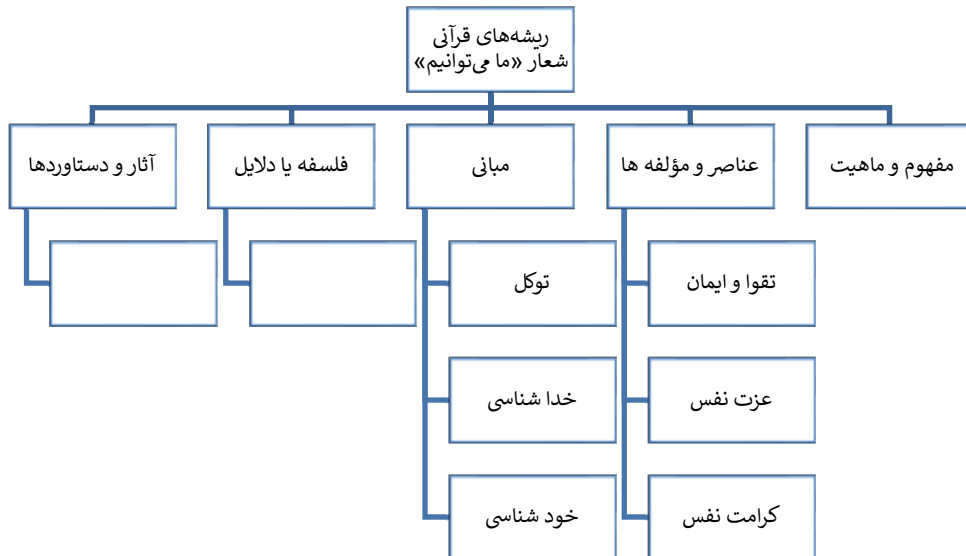 ریشه‌های قرآنی
شعار «ما می‌توانیم»
مفهوم و ماهیت
عناصر و مؤلفه ها
مبانی
فلسفه یا دلایل
آثار و دستاوردها
تقوا و ایمان
توکل
عزت نفس
خدا شناسی
کرامت نفس
خود شناسی